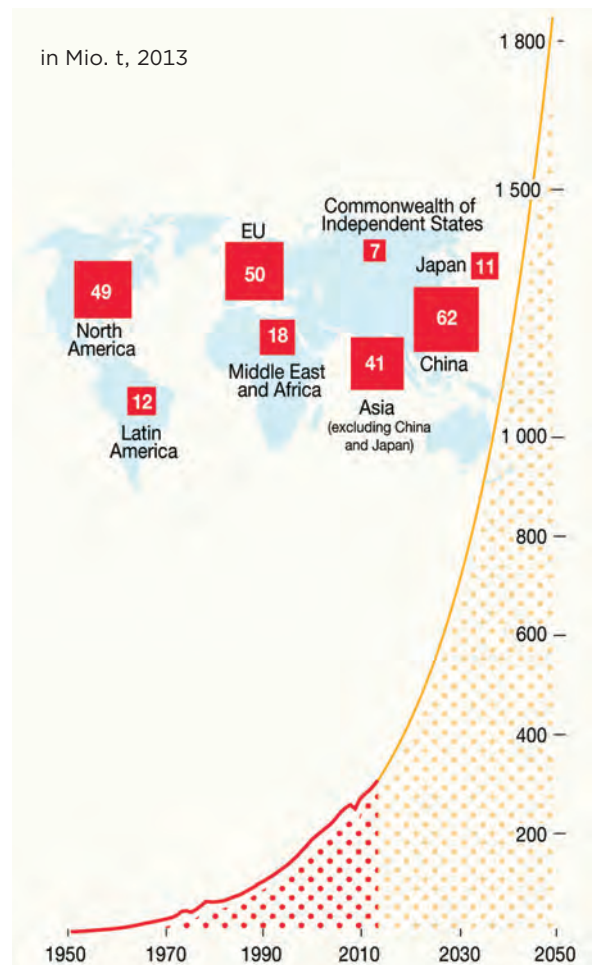 in Mio. t, 2013
1 800
1 500
Commonwealth of
Independent States
7
EU
50
Japan
11
49
North
America
18
Middle East
and Africa
62
China
41
Asia
(excluding China
and Japan)
12
Latin
America
1 000
800
600
400
200
1950
1970
1990
2010
2030
2050